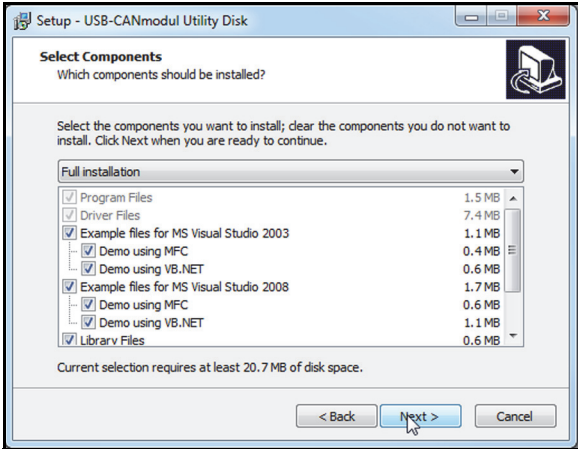 Setup - USB-CANmodul Utility Disk
Select Components
Which components should be installed?
Select the components you want to install; clear the components you do not want to
install. Click Next when you are ready to continue.
Full installation
Program Files 1.5 MB
Driver Files 7.4 MB
Example files for MS Visual Studio 2003 1.1 MB
Demo using MFC 0.4 MB
Demo using VB.NET 0.6 MB
Example files for MS Visual Studio 2008 1.7 MB
Demo using MFC 0.6 MB
Demo using VB.NET 1.1 MB
Library Files 0.6 MB
Current selection requires at least 20.7 MB of disk space.
< Back Next > Cancel